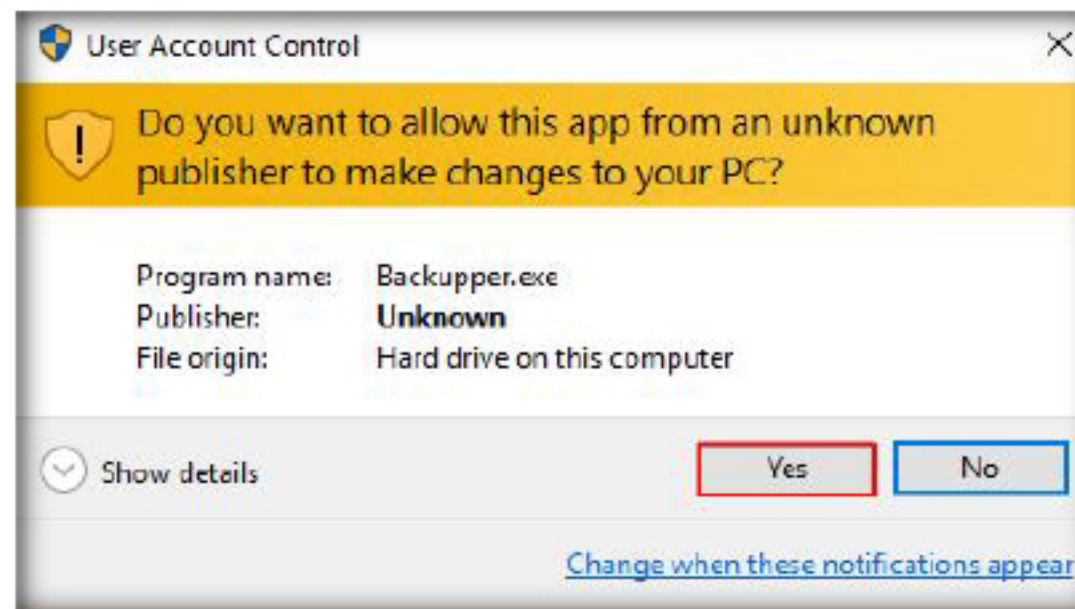 User Account Control
Do you want to allow this app from an unknown
publisher to make changes to your PC?
Program name: Backupper.exe
Publisher: Unknown
File origin: Hard drive on this computer
Show details
Yes No
Change when these notifications appear